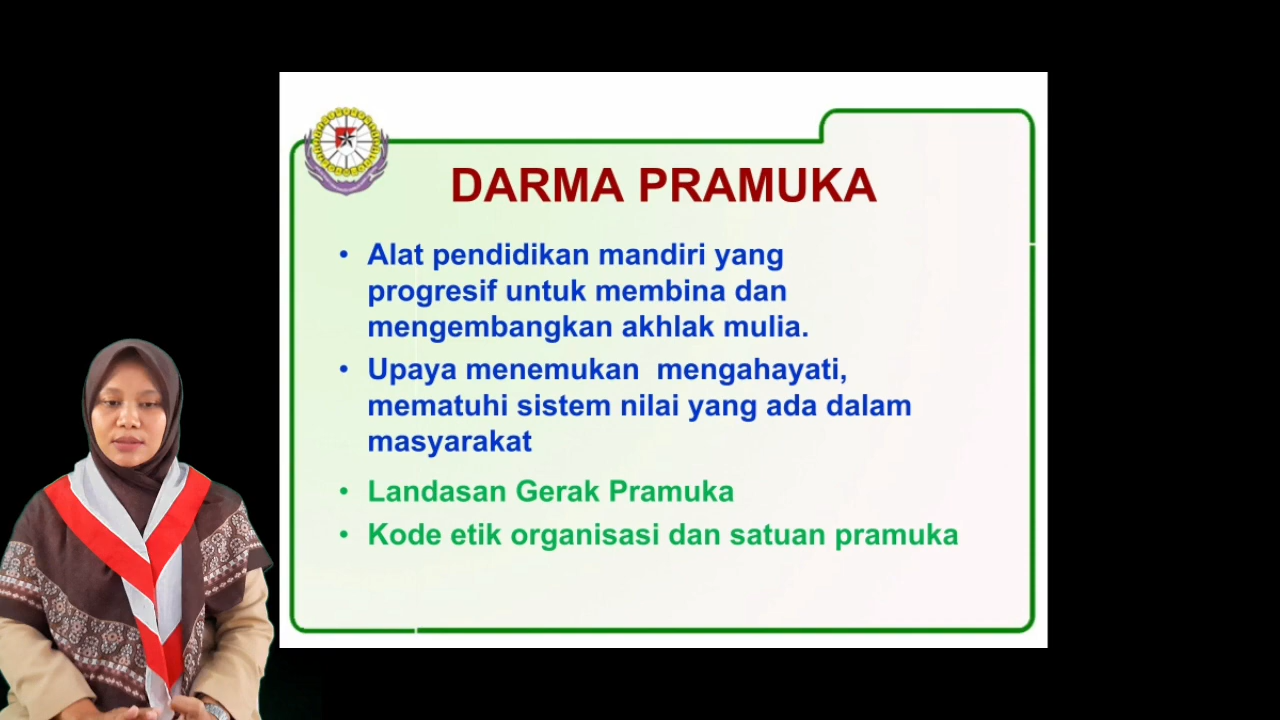 DARMA PRAMUKA
• Alat pendidikan mandiri yang
progresif untuk membina dan
mengembangkan akhlak mulia.
• Upaya menemukan  mengahayati,
mematuhi sistem nilai yang ada dalam
masyarakat
• Landasan Gerak Pramuka
• Kode etik organisasi dan satuan pramuka